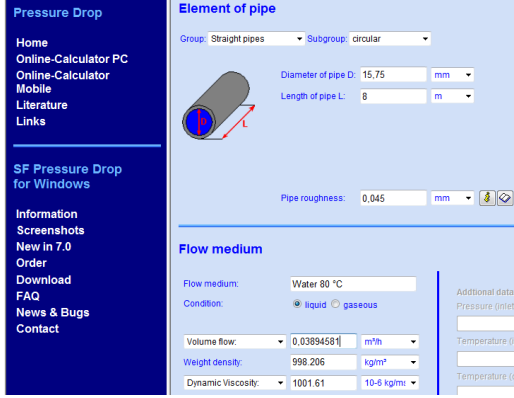 Pressure Drop
Home
Online-Calculator PC
Online-Calculator
Mobile
Literature
Links
SF Pressure Drop
for Windows
Information
Screenshots
New in 7.0
Order
Download
FAQ
News & Bugs
Contact
Element of pipe
Group: Straight pipes Subgroup: circular
Diameter of pipe D: 15,75 mm
Length of pipe L: 8 m
D
L
Pipe roughness: 0,045 mm
Flow medium
Flow medium: Water 80 °C
Condition: liquid gaseous
Volume flow: 0,03894581 m³/h
Weight density: 998.206 kg/m³
Dynamic Viscosity: 1001.61 10-6 kg/ms
Addtional data
Pressure (inlet
Temperature (i
Temperature (o